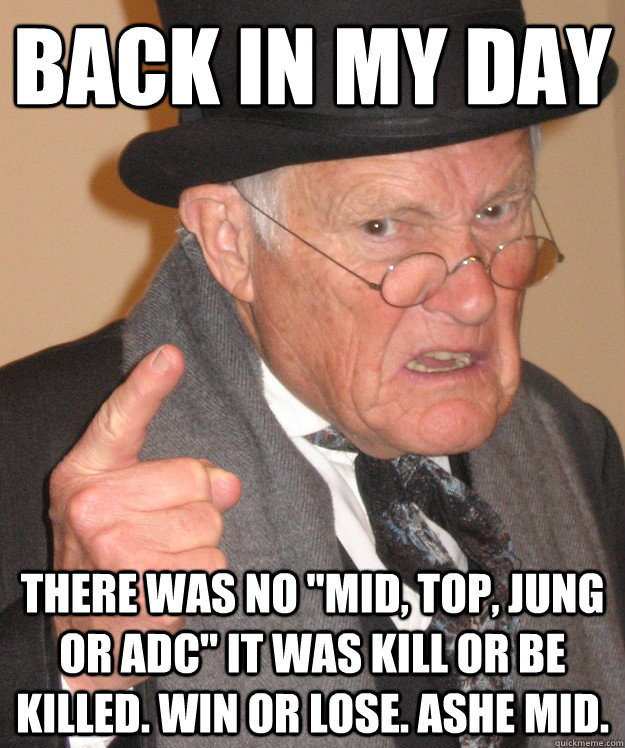 BACK IN MY DAY
THERE WAS NO "MID, TOP, JUNG
OR ADC" IT WAS KILL OR BE
KILLED. WIN OR LOSE. ASHE MID.
quickmeme.com